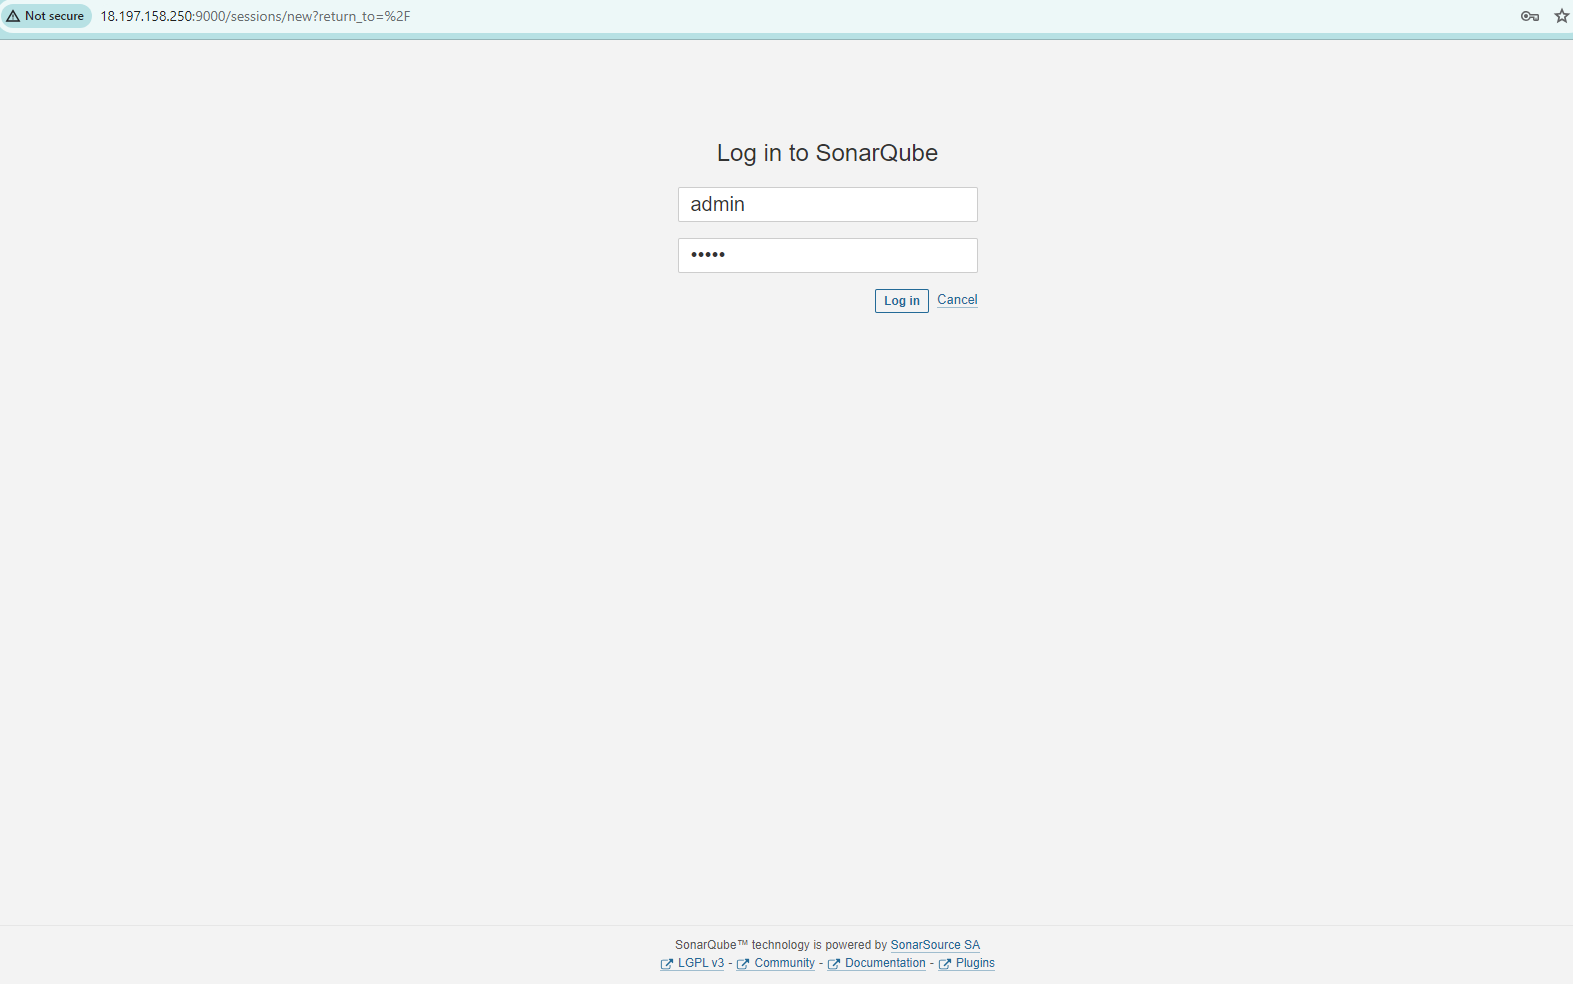 Not secure 18.197.158.250:9000/sessions/new?return_to=%2F
Log in to SonarQube
admin
•••••
Log in Cancel
SonarQube™ technology is powered by SonarSource SA
LGPL v3 - Community - Documentation - Plugins